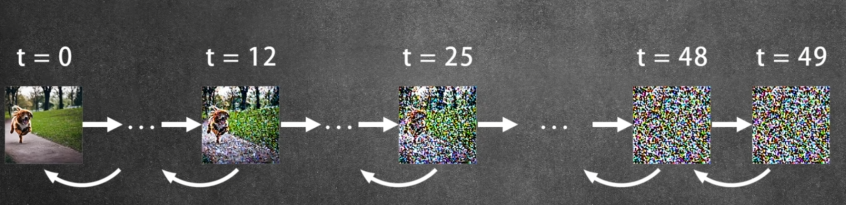 t = 0 t = 12 t = 25 t = 48 t = 49
... ... ...